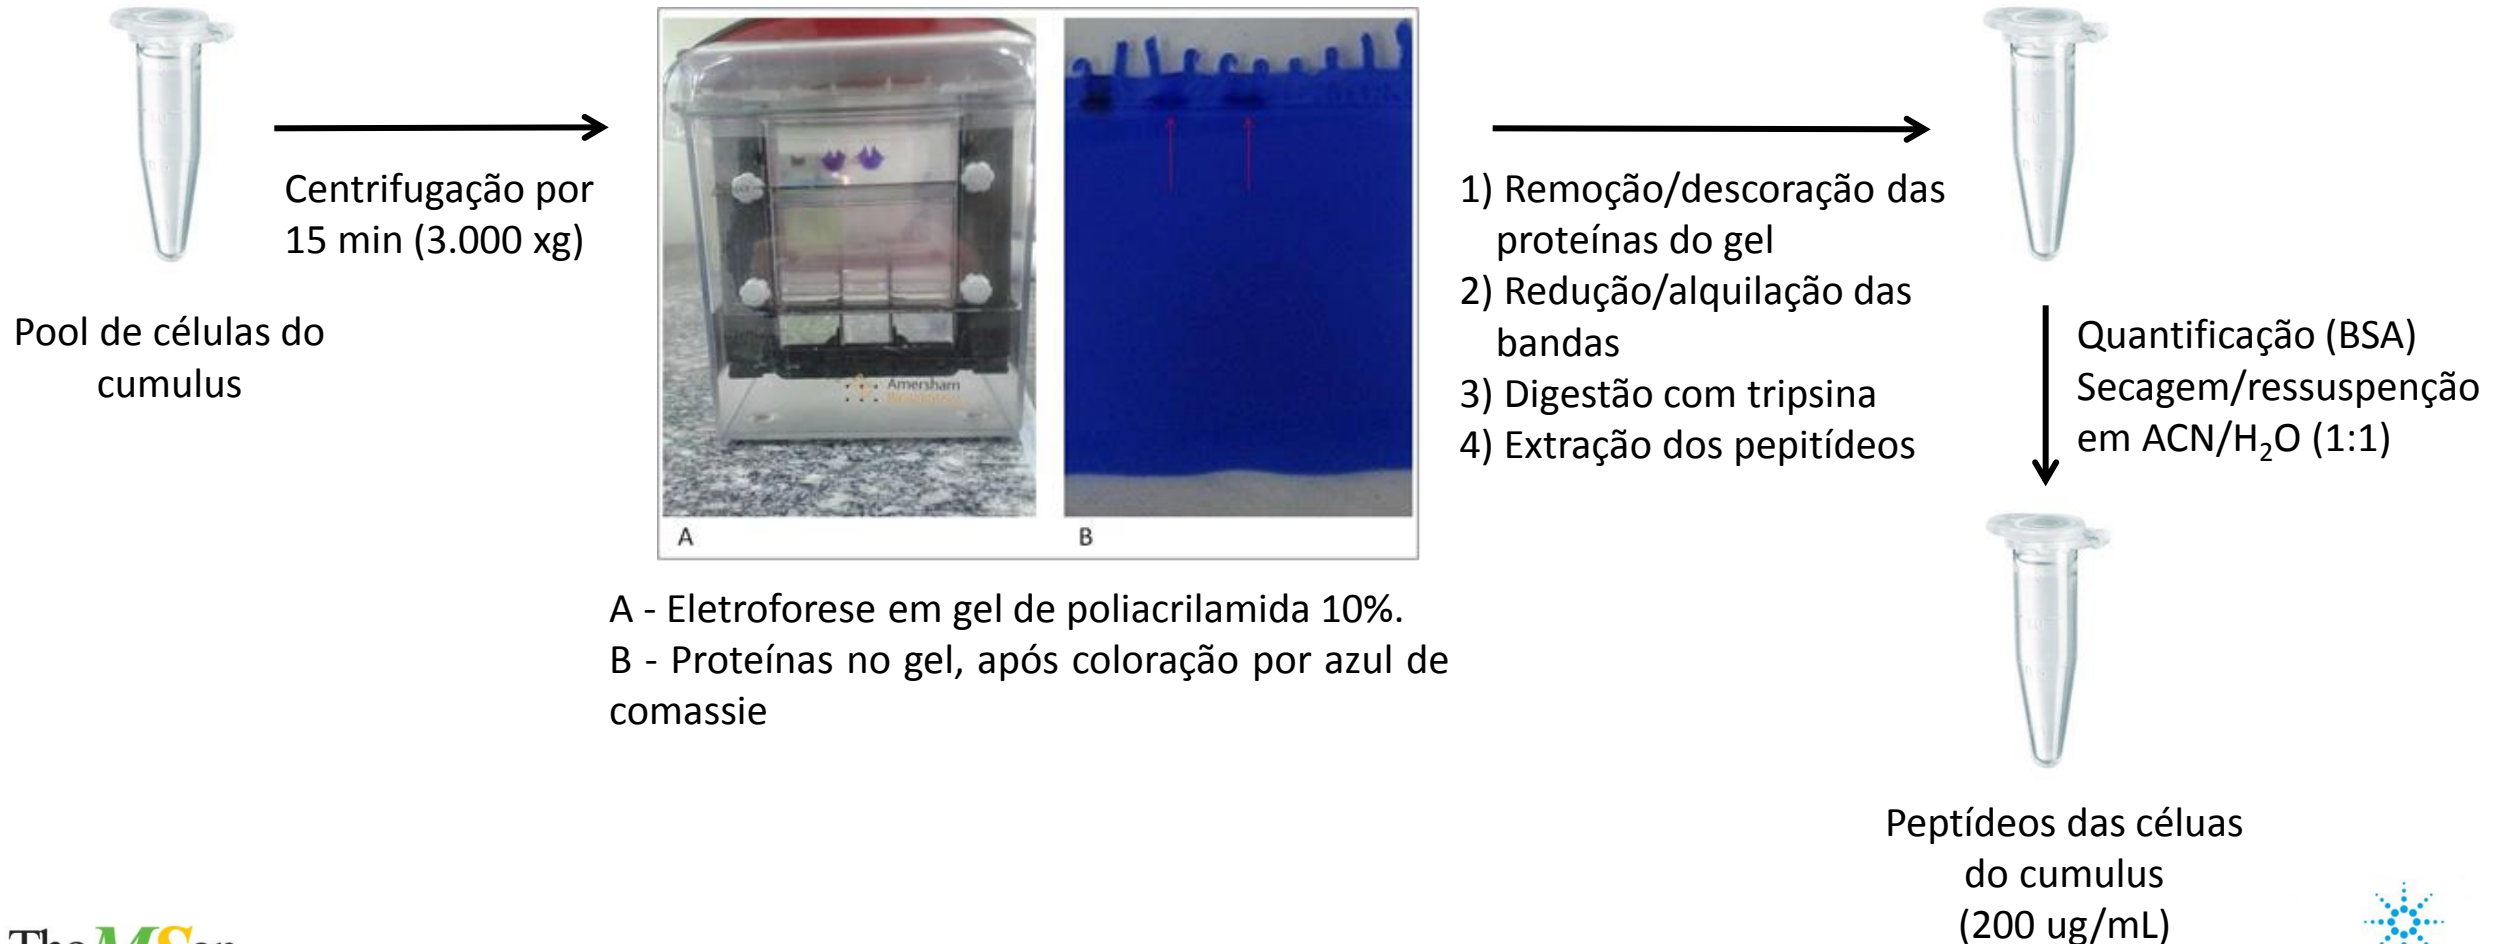 Pool de células do
cumulus
Centrifugação por
15 min (3.000 xg)
Amersham
A
B
A - Eletroforese em gel de poliacrilamida 10%.
B - Proteínas no gel, após coloração por azul de
comassie
1) Remoção/descoração das
proteínas do gel
2) Redução/alquilação das
bandas
3) Digestão com tripsina
4) Extração dos pepitídeos
Quantificação (BSA)
Secagem/ressuspenção
em ACN/H₂O (1:1)
Peptídeos das céluas
do cumulus
(200 ug/mL)